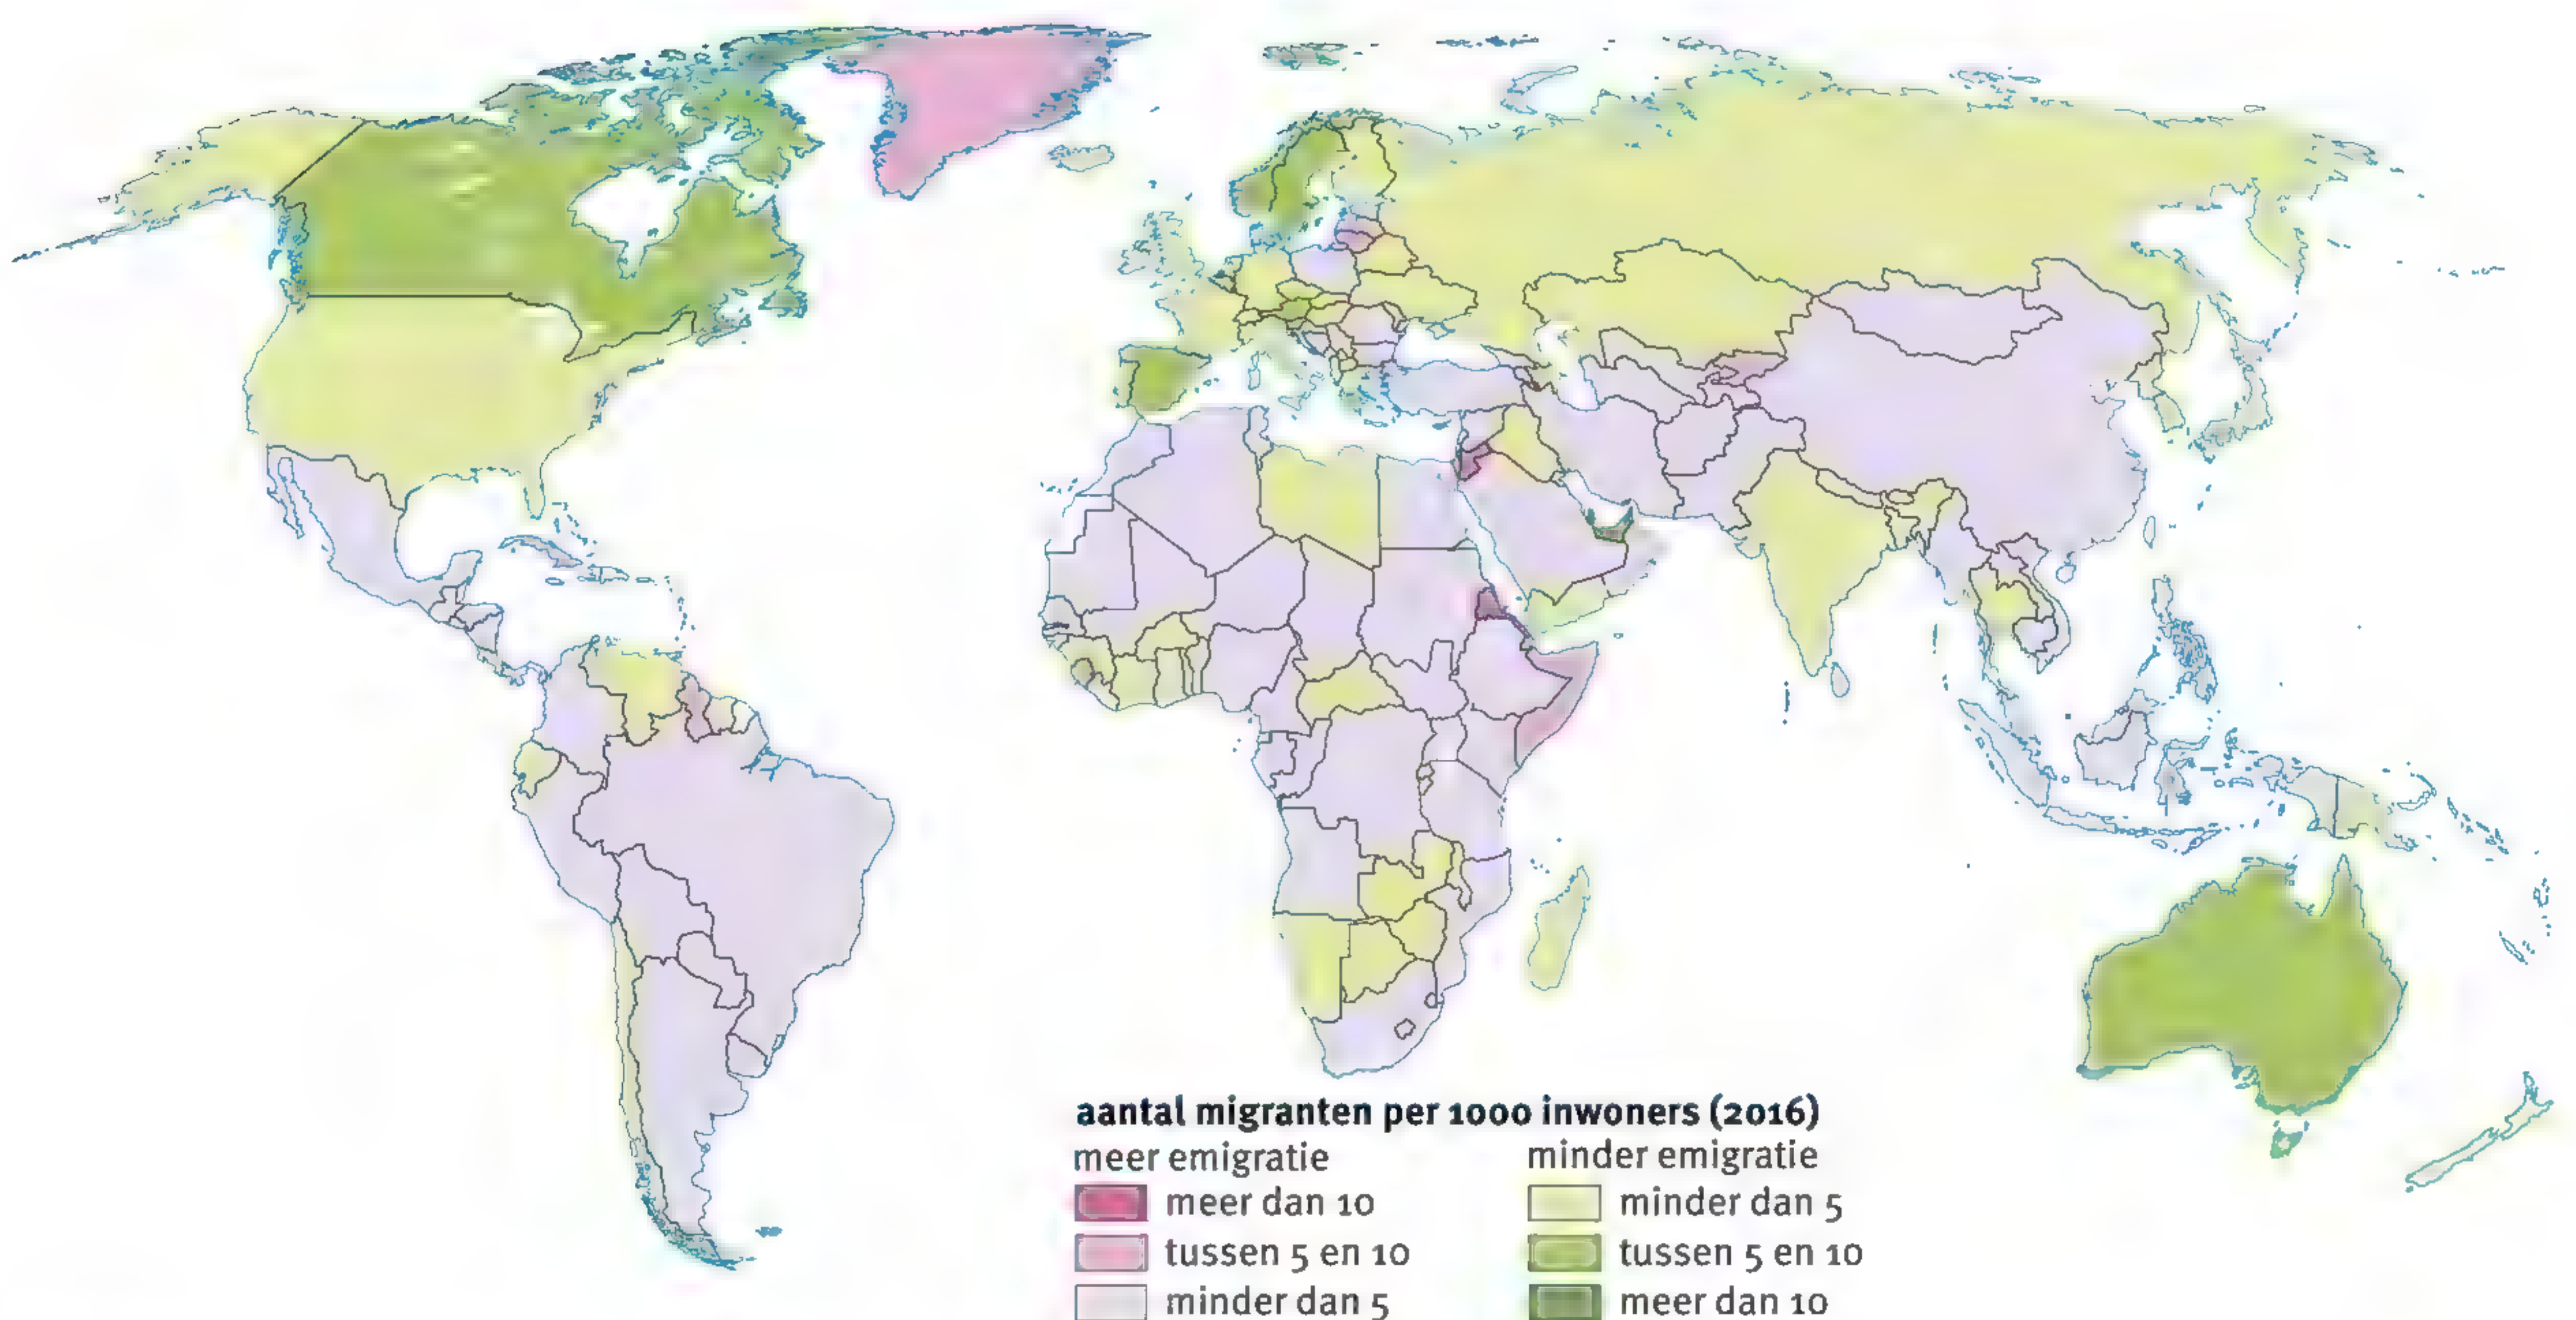 aantal migranten per 1000 inwoners (2016)
meer emigratie
meer dan 10
tussen 5 en 10
minder dan 5
minder emigratie
minder dan 5
tussen 5 en 10
meer dan 10